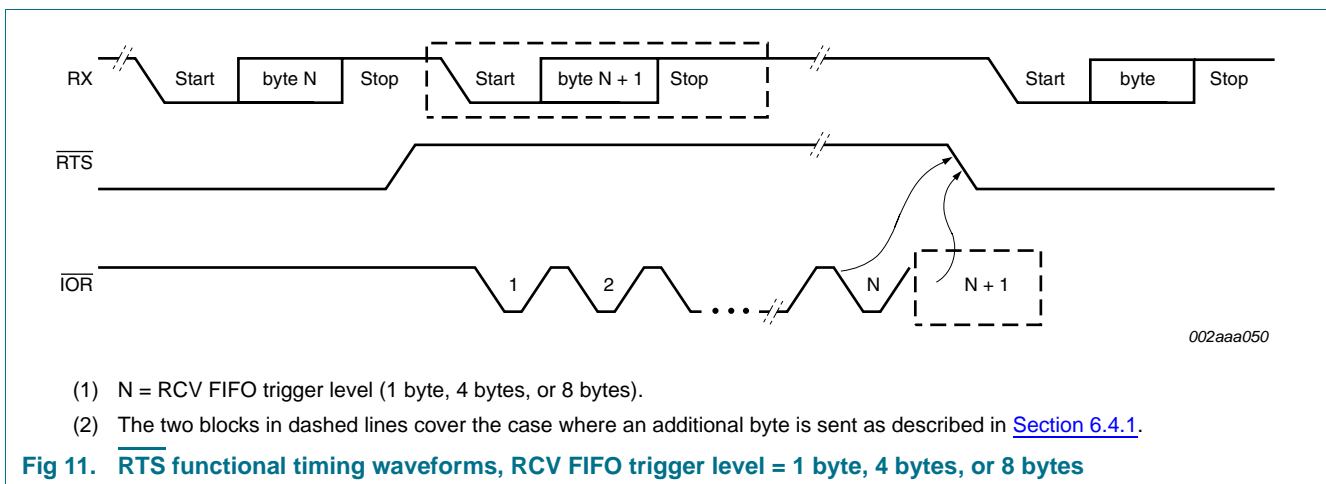 RX
Start byte N Stop Start byte N + 1 Stop Start byte Stop
RTS
IOR
1 2 N N + 1
002aaa050
(1) N = RCV FIFO trigger level (1 byte, 4 bytes, or 8 bytes).
(2) The two blocks in dashed lines cover the case where an additional byte is sent as described in Section 6.4.1.
Fig 11. RTS functional timing waveforms, RCV FIFO trigger level = 1 byte, 4 bytes, or 8 bytes